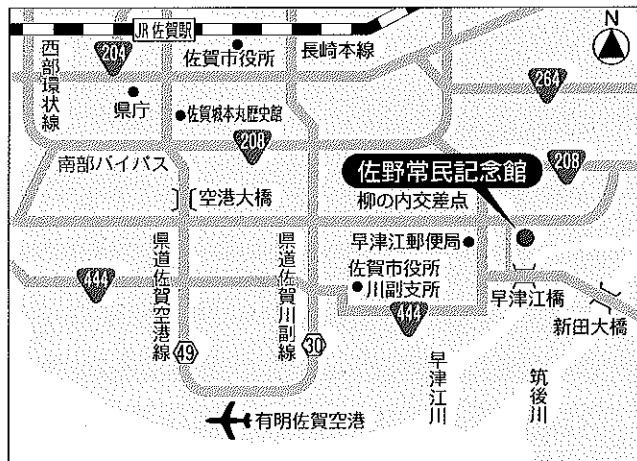 N
JR 佐賀駅
長崎本線
204
佐賀市役所
西部環状線
県庁
264
佐賀城本丸歴史館
208
南部バイパス
佐野常民記念館
208
空港大橋
柳の内交差点
早津江郵便局
県道佐賀空港線
県道佐賀川副線
佐賀市役所
川副支所
444
早津江橋
444
新田大橋
49
30
早津江川
筑後川
有明佐賀空港